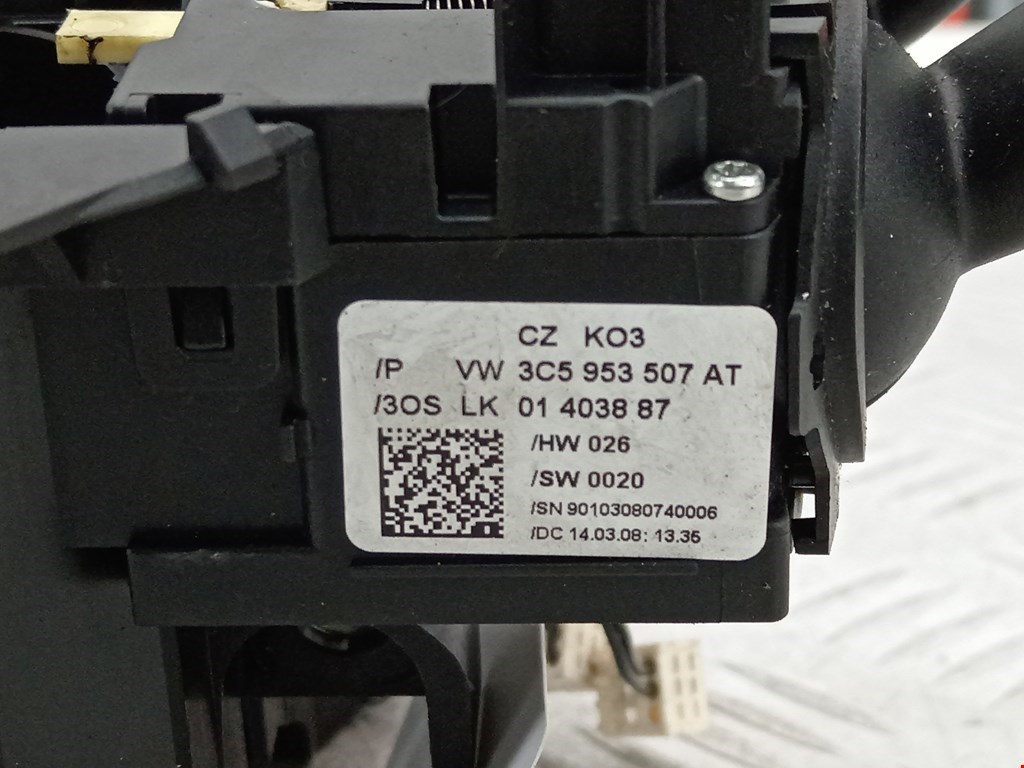 CZ KO3
/P VW 3C5 953 507 AT
/3OS LK 01 4038 87
/HW 026
/SW 0020
/SN 90103080740006
/DC 14.03.08: 13.35